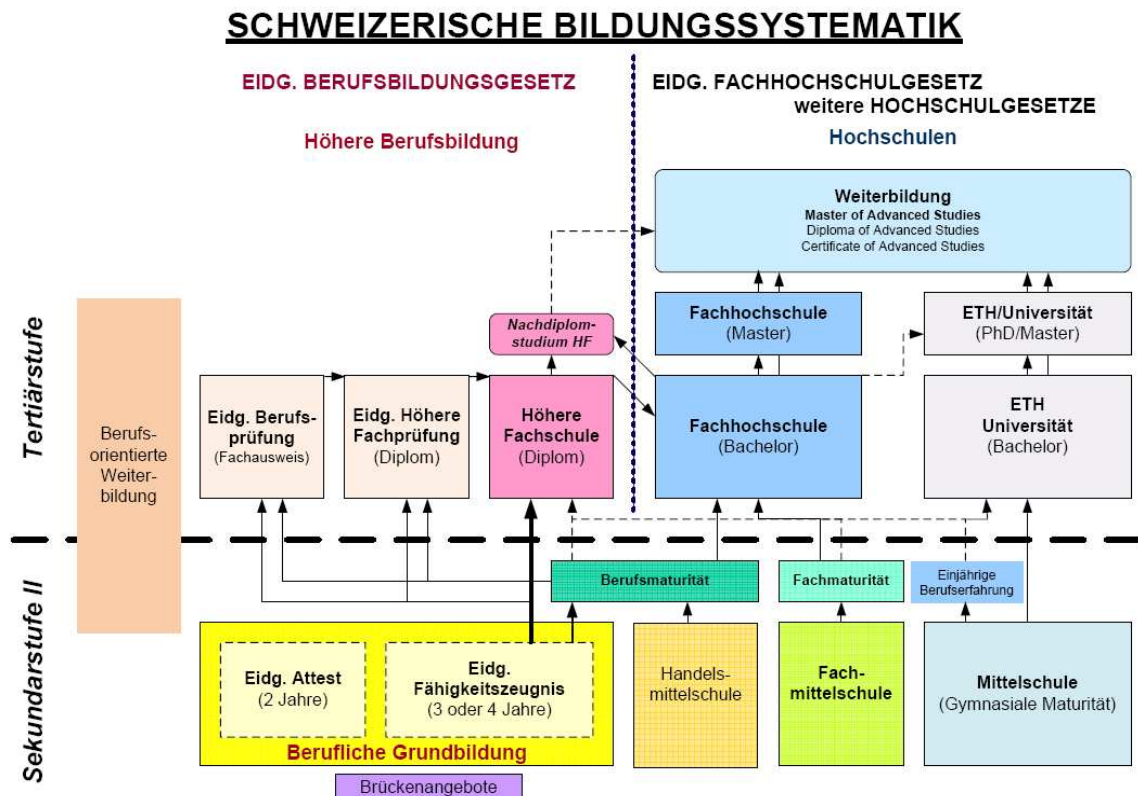 SCHWEIZERISCHE BILDUNGSSYSTEMATIK
EIDG. BERUFSBILDUNGSGESETZ
EIDG. FACHHOCHSCHULGESETZ
weitere HOCHSCHULGESETZE
Höhere Berufsbildung
Hochschulen
Weiterbildung
Master of Advanced Studies
Diploma of Advanced Studies
Certificate of Advanced Studies
Tertiärstufe
Nachdiplom-
studium HF
Fachhochschule
(Master)
ETH/Universität
(PhD/Master)
Berufs-
orientierte
Weiter-
bildung
Eidg. Berufs-
prüfung
(Fachausweis)
Eidg. Höhere
Fachprüfung
(Diplom)
Höhere
Fachschule
(Diplom)
Fachhochschule
(Bachelor)
ETH
Universität
(Bachelor)
Sekundarstufe II
Berufsmaturität
Fachmaturität
Einjährige
Berufserfahrung
Eidg. Attest
(2 Jahre)
Eidg.
Fähigkeitszeugnis
(3 oder 4 Jahre)
Berufliche Grundbildung
Handels-
mittelschule
Fach-
mittelschule
Mittelschule
(Gymnasiale Maturität)
Brückenangebote